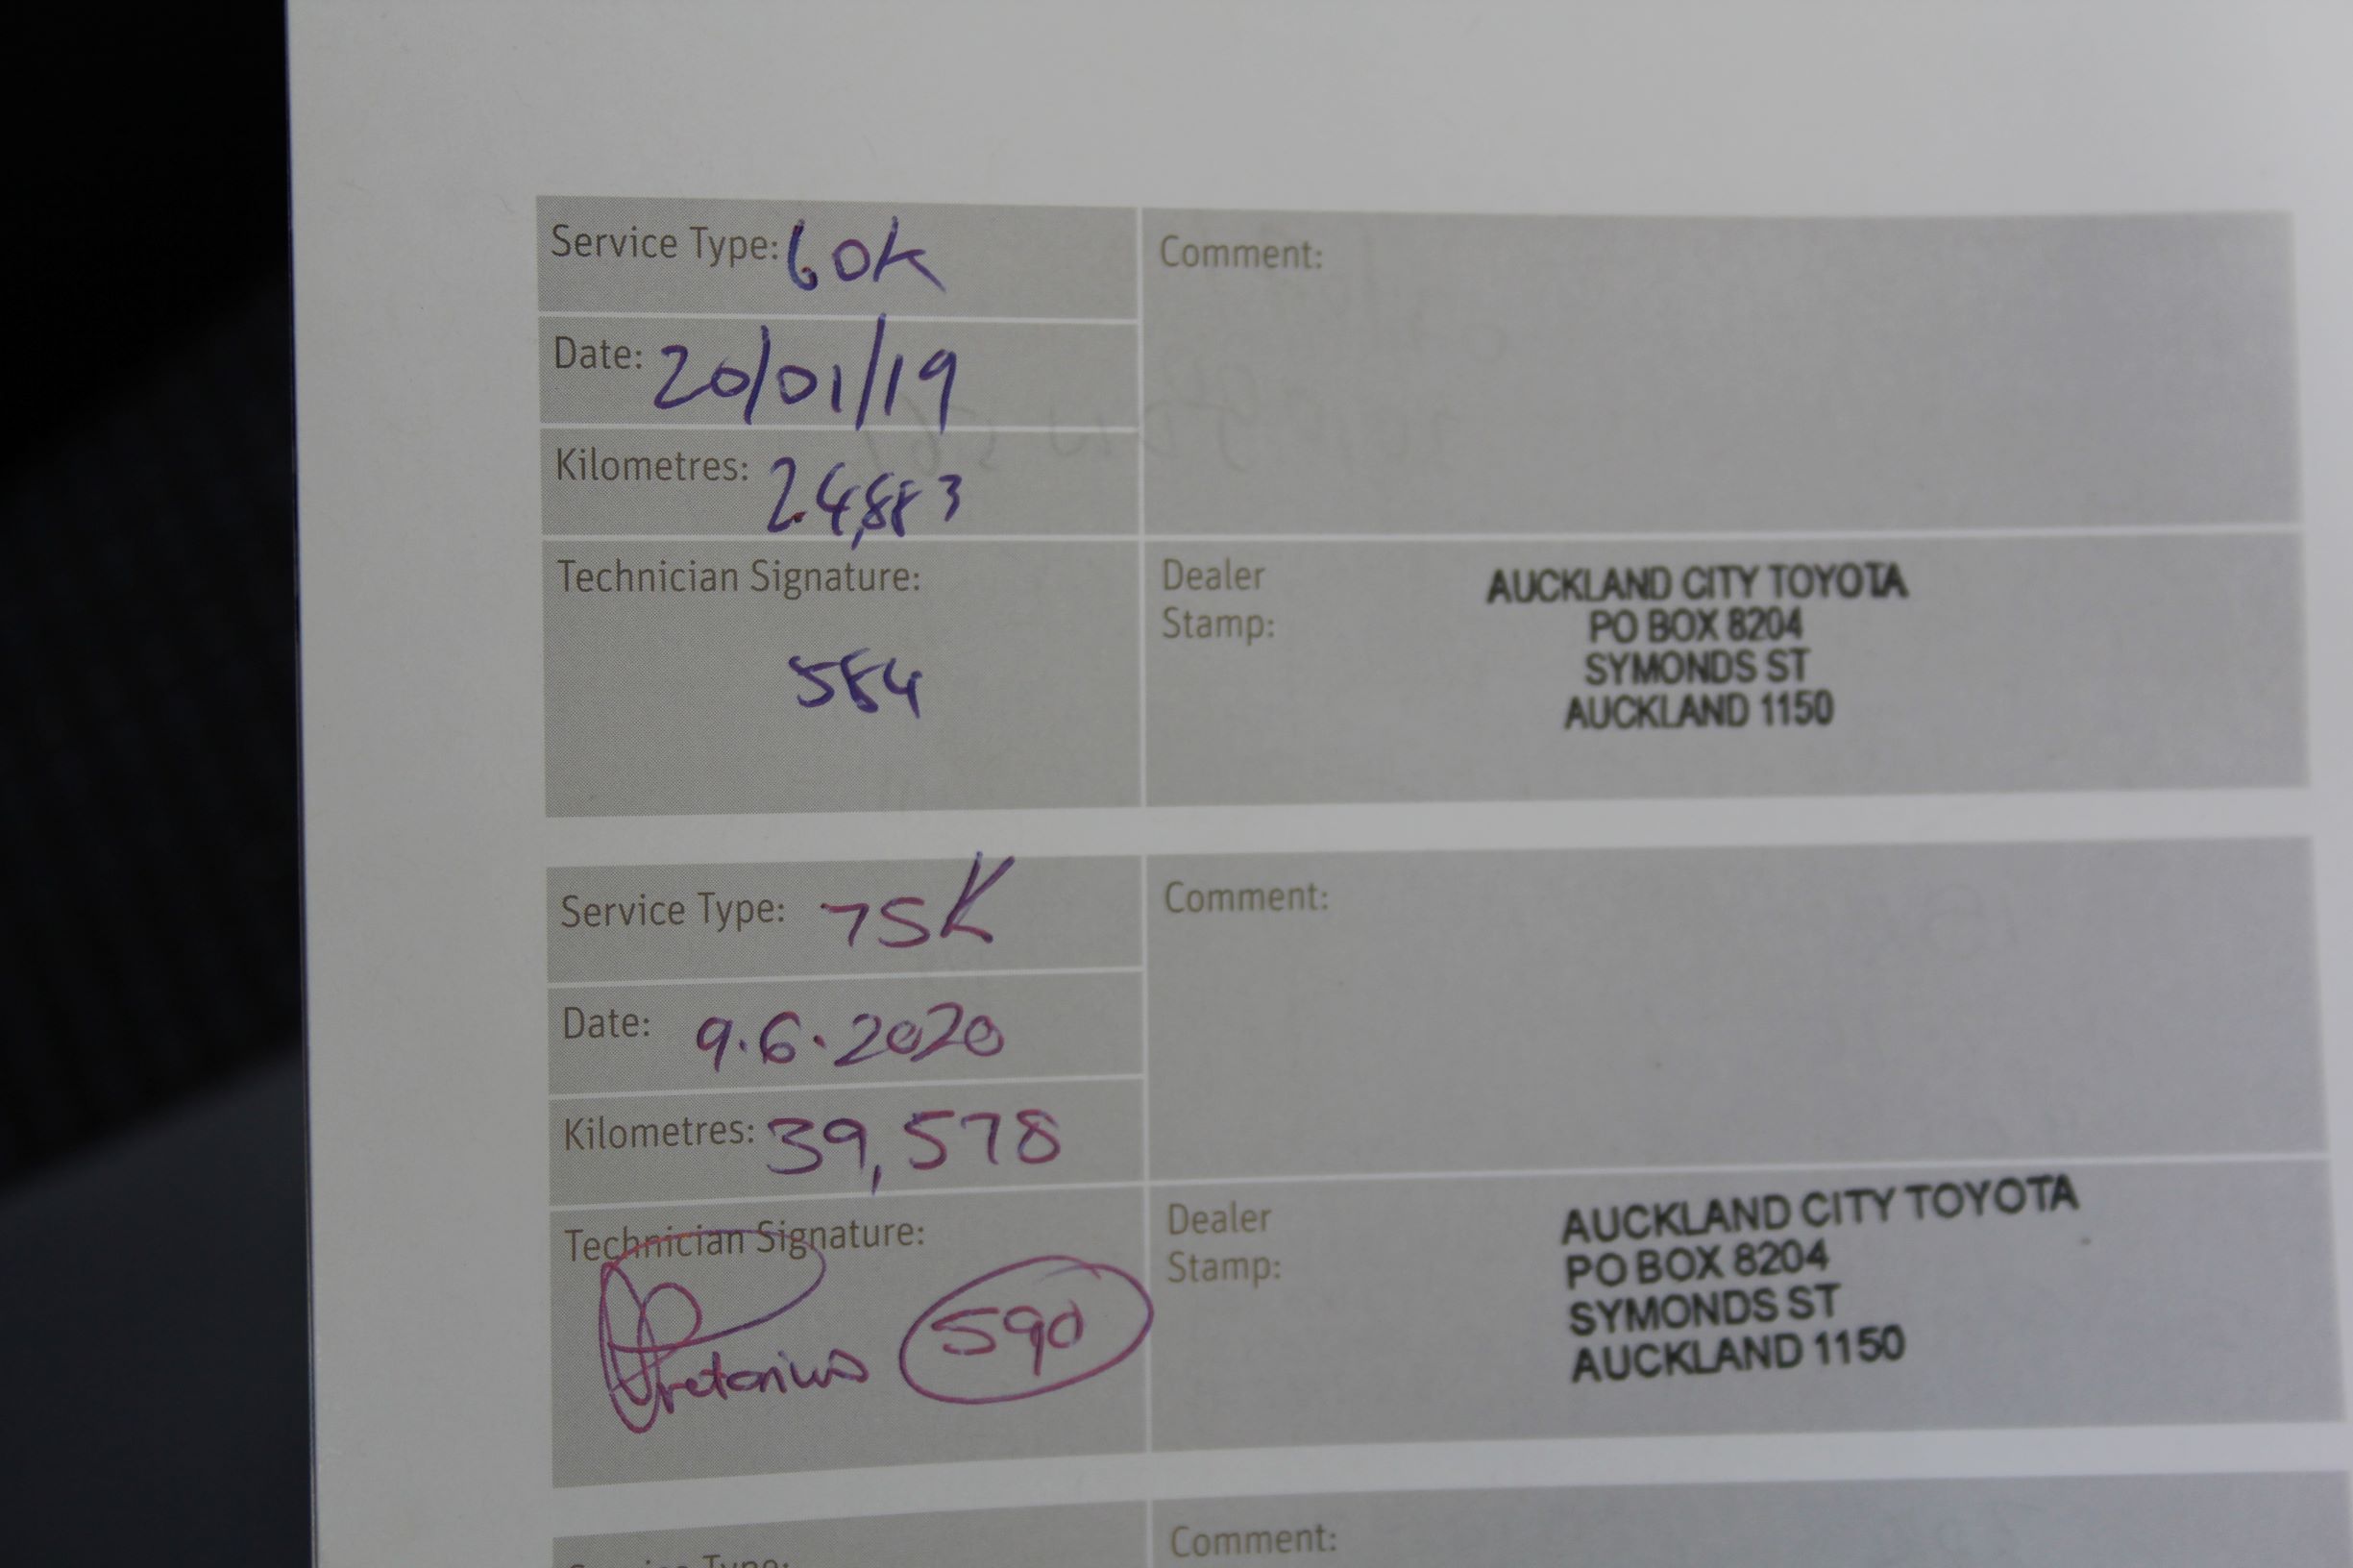 Service Type: 60K
Comment:
Date: 20/01/19
Kilometres: 24,883
Technician Signature:
584
Dealer
Stamp:
AUCKLAND CITY TOYOTA
PO BOX 8204
SYMONDS ST
AUCKLAND 1150
Service Type: 75K
Comment:
Date: 9.6.2020
Kilometres: 39,578
Technician Signature:
Pretorius 590
Dealer
Stamp:
AUCKLAND CITY TOYOTA
PO BOX 8204
SYMONDS ST
AUCKLAND 1150
Service Type:
Comment: